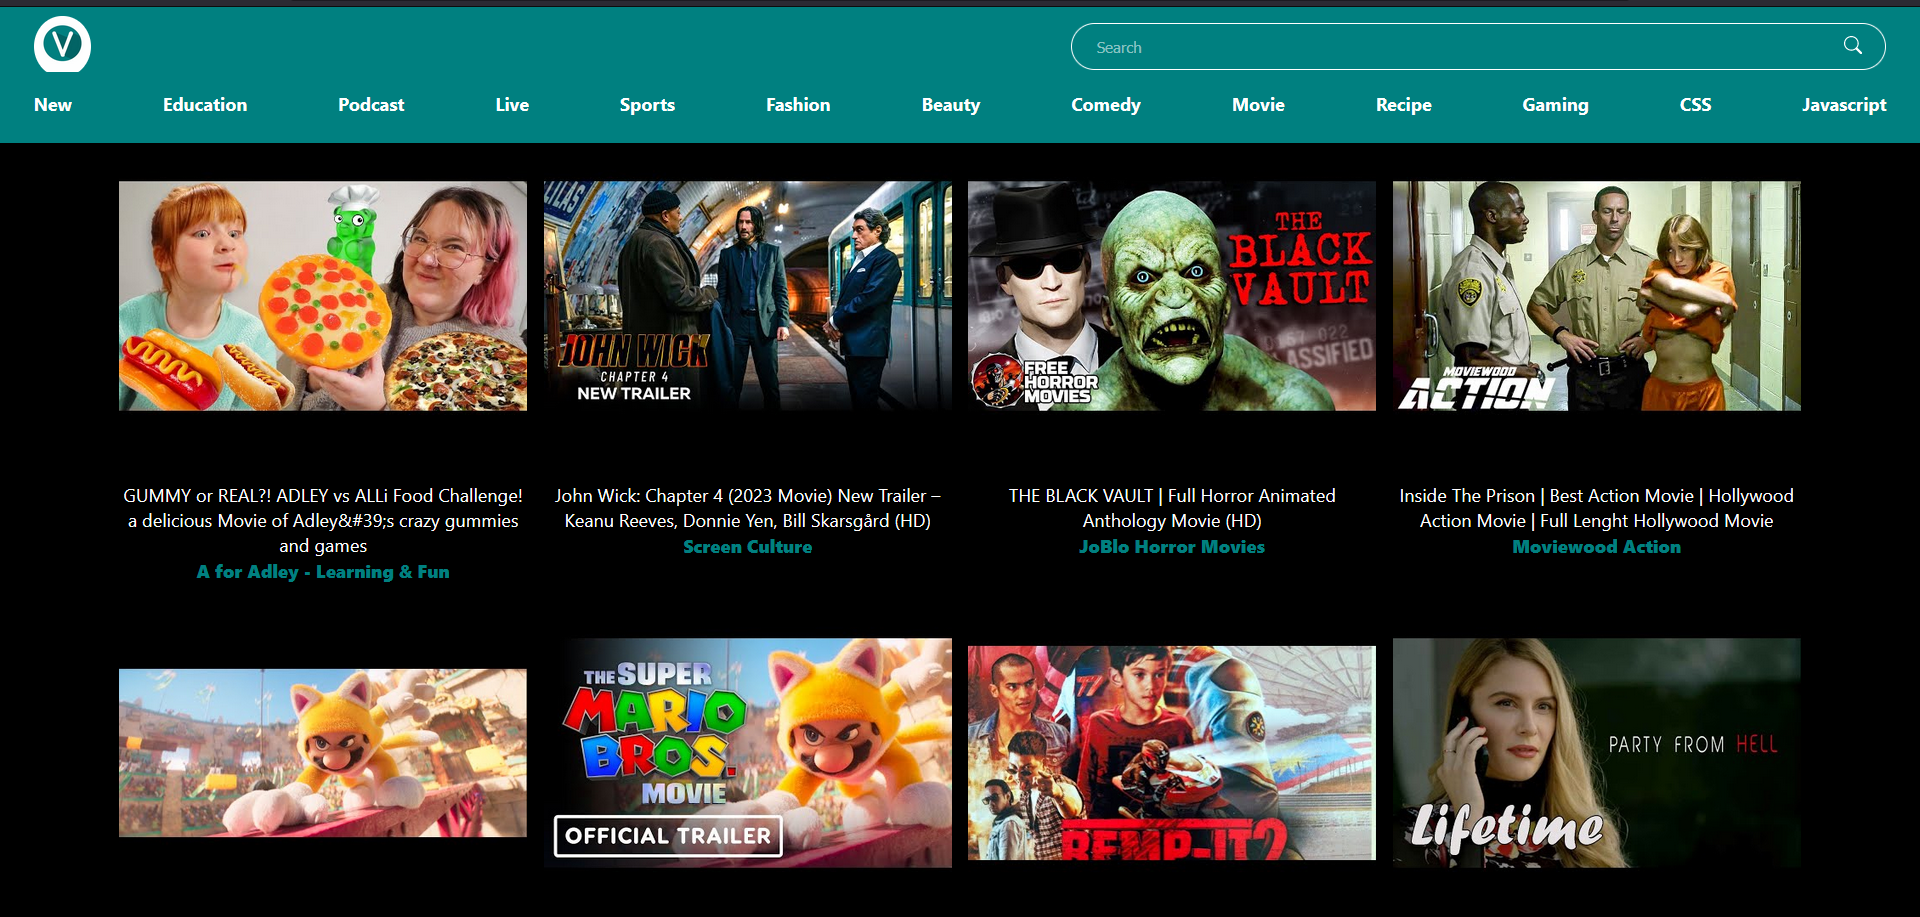 V
Search
New Education Podcast Live Sports Fashion Beauty Comedy Movie Recipe Gaming CSS Javascript
LILAS
JOHN WICK
CHAPTER 4
NEW TRAILER
THE
BLACK
VAULT
FREE
HORROR
MOVIES
0167 022
CLASSIFIED
MOVIEWOOD
ACTION
GUMMY or REAL?! ADLEY vs ALLi Food Challenge!
a delicious Movie of Adley&#39;s crazy gummies
and games
A for Adley - Learning & Fun
John Wick: Chapter 4 (2023 Movie) New Trailer –
Keanu Reeves, Donnie Yen, Bill Skarsgård (HD)
Screen Culture
THE BLACK VAULT | Full Horror Animated
Anthology Movie (HD)
JoBlo Horror Movies
Inside The Prison | Best Action Movie | Hollywood
Action Movie | Full Lenght Hollywood Movie
Moviewood Action
THE SUPER
MARIO
BROS.
MOVIE
OFFICIAL TRAILER
REMP-IT 2
PARTY FROM HELL
Lifetime